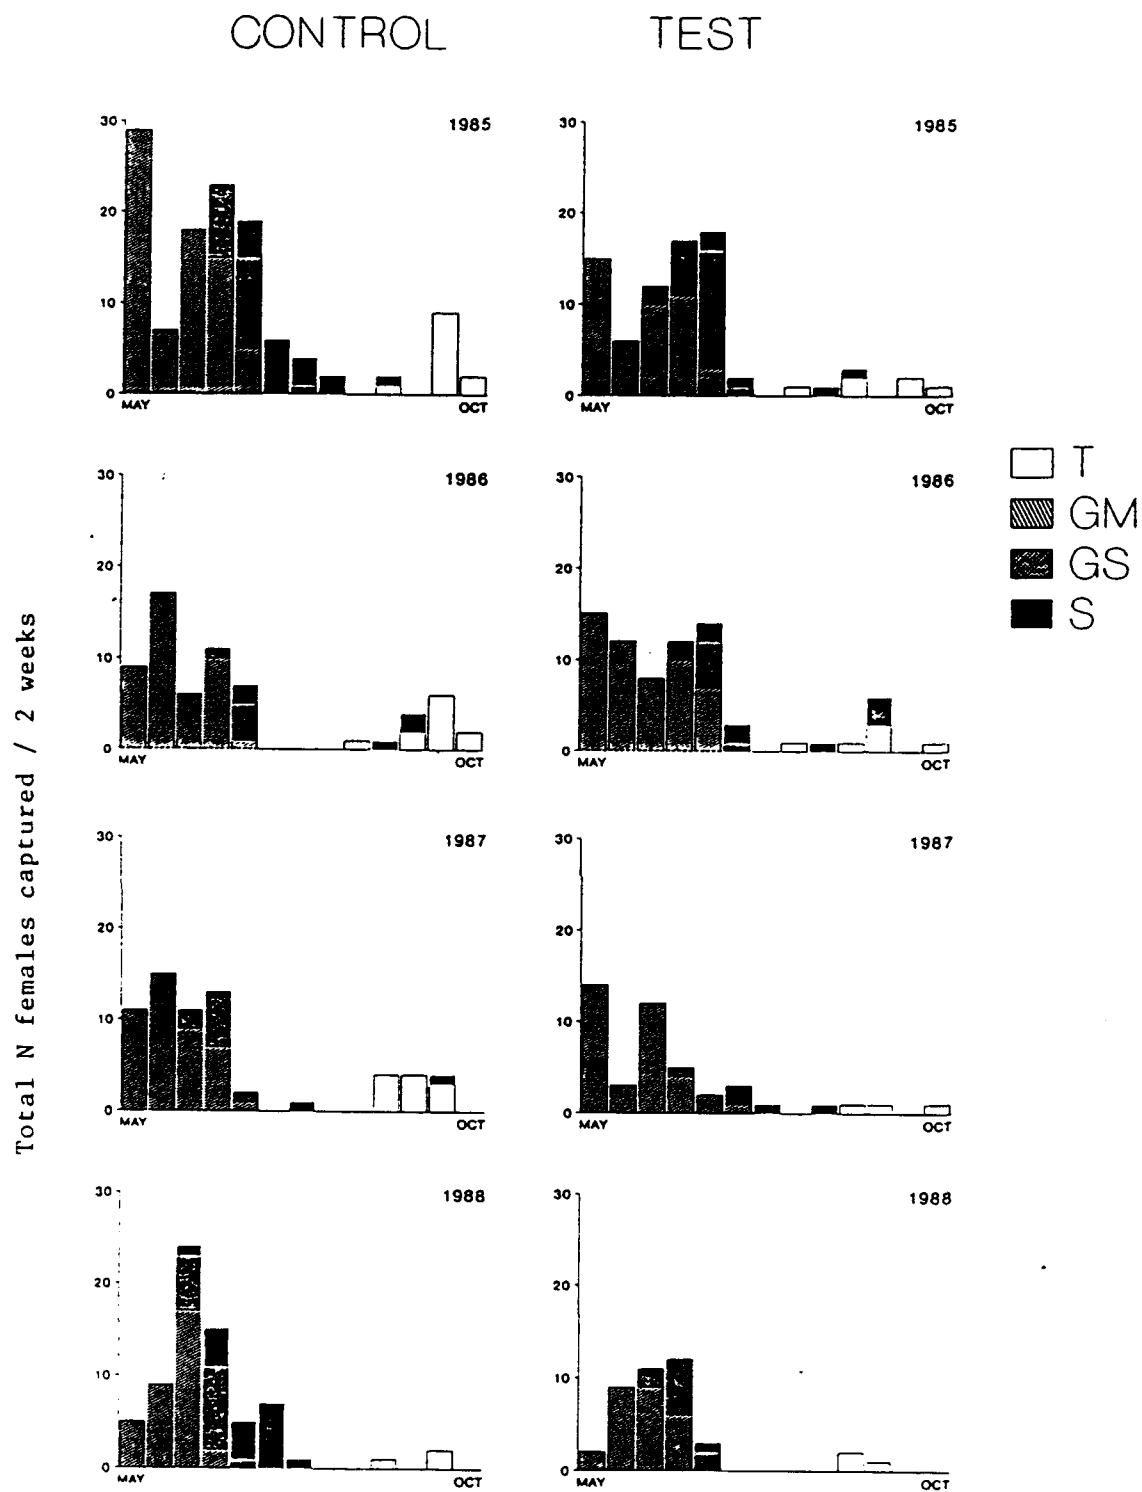 CONTROL TEST
30 1985 30 1985
20 20
10 10
0 0
MAY OCT MAY OCT
T
GM
GS
S
30 1986 30 1986
20 20
10 10
0 0
MAY OCT MAY OCT
Total N females captured / 2 weeks
30 1987 30 1987
20 20
10 10
0 0
MAY OCT MAY OCT
30 1988 30 1988
20 20
10 10
0 0
MAY OCT MAY OCT